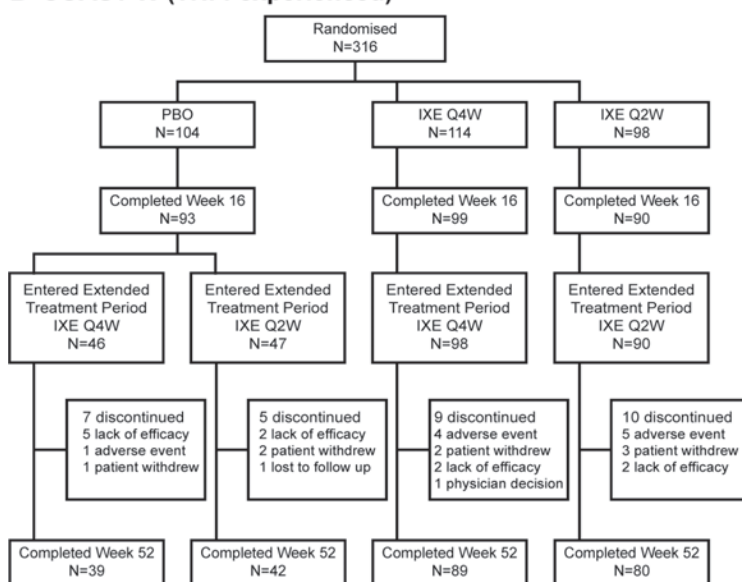 Randomised
N=316
PBO
N=104
IXE Q4W
N=114
IXE Q2W
N=98
Completed Week 16
N=93
Completed Week 16
N=99
Completed Week 16
N=90
Entered Extended
Treatment Period
IXE Q4W
N=46
Entered Extended
Treatment Period
IXE Q2W
N=47
Entered Extended
Treatment Period
IXE Q4W
N=98
Entered Extended
Treatment Period
IXE Q2W
N=90
7 discontinued
5 lack of efficacy
1 adverse event
1 patient withdrew
5 discontinued
2 lack of efficacy
2 patient withdrew
1 lost to follow up
9 discontinued
4 adverse event
2 patient withdrew
2 lack of efficacy
1 physician decision
10 discontinued
5 adverse event
3 patient withdrew
2 lack of efficacy
Completed Week 52
N=39
Completed Week 52
N=42
Completed Week 52
N=89
Completed Week 52
N=80